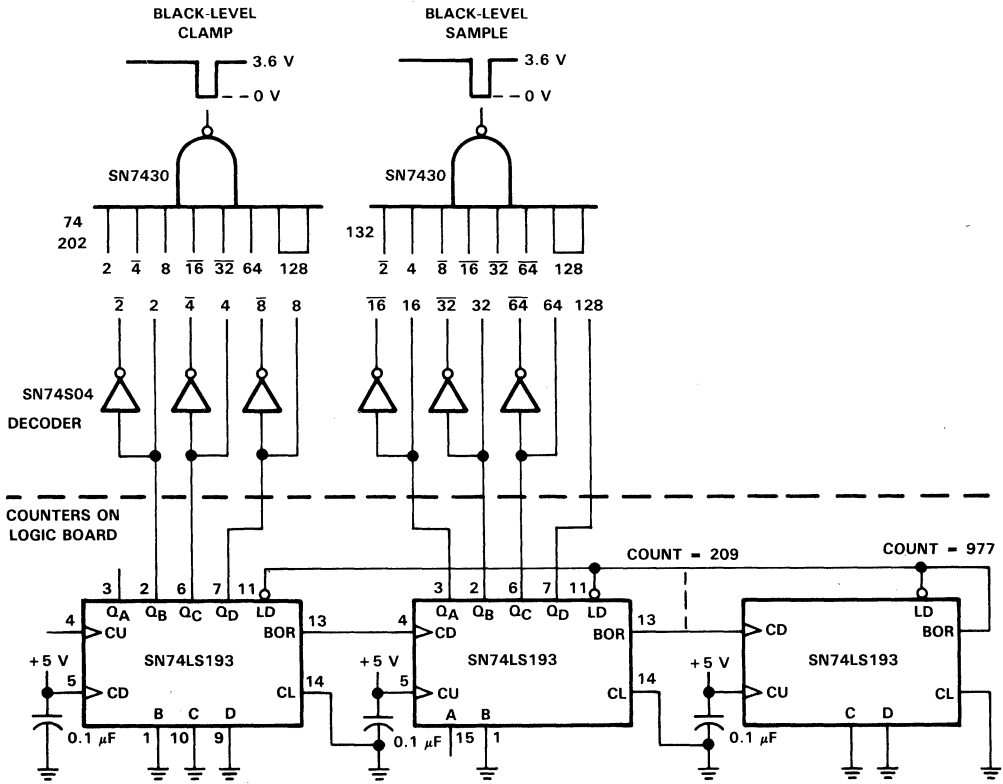 BLACK-LEVEL
CLAMP
BLACK-LEVEL
SAMPLE
3.6 V
0 V
3.6 V
0 V
SN7430
SN7430
74
202
132
2 4̅ 8 1̅6̅ 3̅2̅ 64 128
2̅ 4 8̅ 1̅6̅ 3̅2̅ 6̅4̅ 128
2̅ 2 4̅ 4 8̅ 8
1̅6̅ 16 3̅2̅ 32 6̅4̅ 64 128
SN74S04
DECODER
COUNTERS ON
LOGIC BOARD
COUNT = 209
COUNT = 977
3 2 6 7 11
QA QB QC QD LD
4 CU
BOR 13
SN74LS193
+5 V
5 CD
CL 14
B C D
1 10 9
0.1 µF
3 2 6 7 11
QA QB QC QD LD
4 CD
BOR 13
SN74LS193
+5 V
5 CU
CL 14
A B
15 1
0.1 µF
LD
CD
BOR
SN74LS193
+5 V
CU
CL
C D
0.1 µF